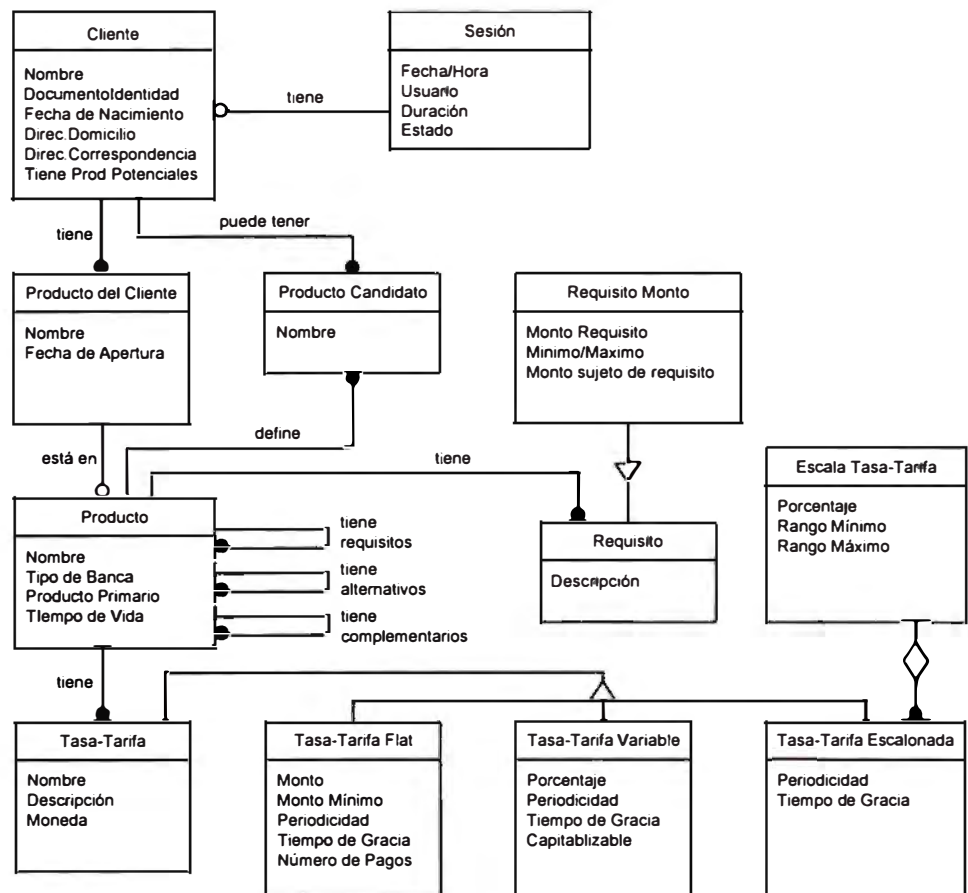 Cliente
Nombre
DocumentoIdentidad
Fecha de Nacimiento
Direc.Domicilio
Direc.Correspondencia
Tiene Prod Potenciales
tiene
Sesión
Fecha/Hora
Usuario
Duración
Estado
tiene
puede tener
Producto del Cliente
Nombre
Fecha de Apertura
Producto Candidato
Nombre
Requisito Monto
Monto Requisito
Minimo/Maximo
Monto sujeto de requisito
está en
define
tiene
Escala Tasa-Tarifa
Porcentaje
Rango Mínimo
Rango Máximo
Producto
Nombre
Tipo de Banca
Producto Primario
TIempo de Vida
tiene
requisitos
tiene
alternativos
tiene
complementarios
Requisito
Descripción
tiene
Tasa-Tarifa
Nombre
Descripción
Moneda
Tasa-Tarifa Flat
Monto
Monto Mínimo
Periodicidad
Tiempo de Gracia
Número de Pagos
Tasa-Tarifa Variable
Porcentaje
Periodicidad
Tiempo de Gracia
Capitablizable
Tasa-Tarifa Escalonada
Periodicidad
Tiempo de Gracia